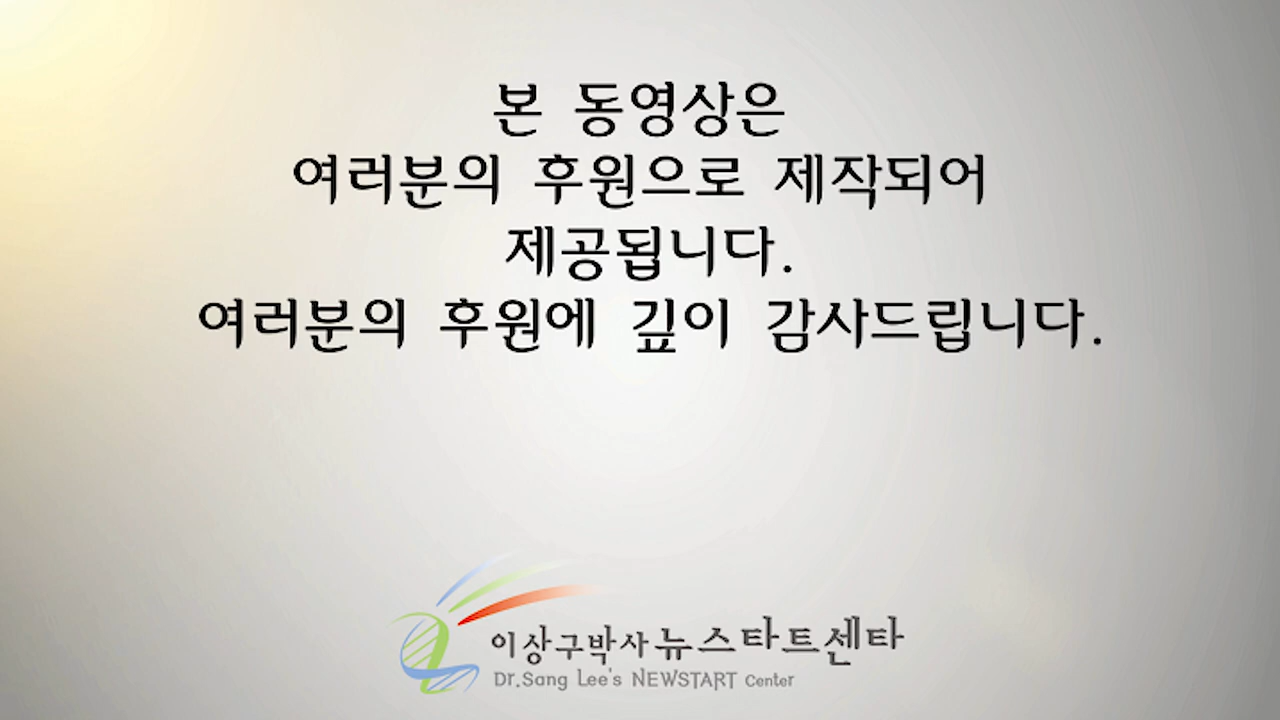 본 동영상은
여러분의 후원으로 제작되어
제공됩니다.
여러분의 후원에 깊이 감사드립니다.
이상구박사뉴스타트센타
Dr.Sang Lee's NEWSTART Center